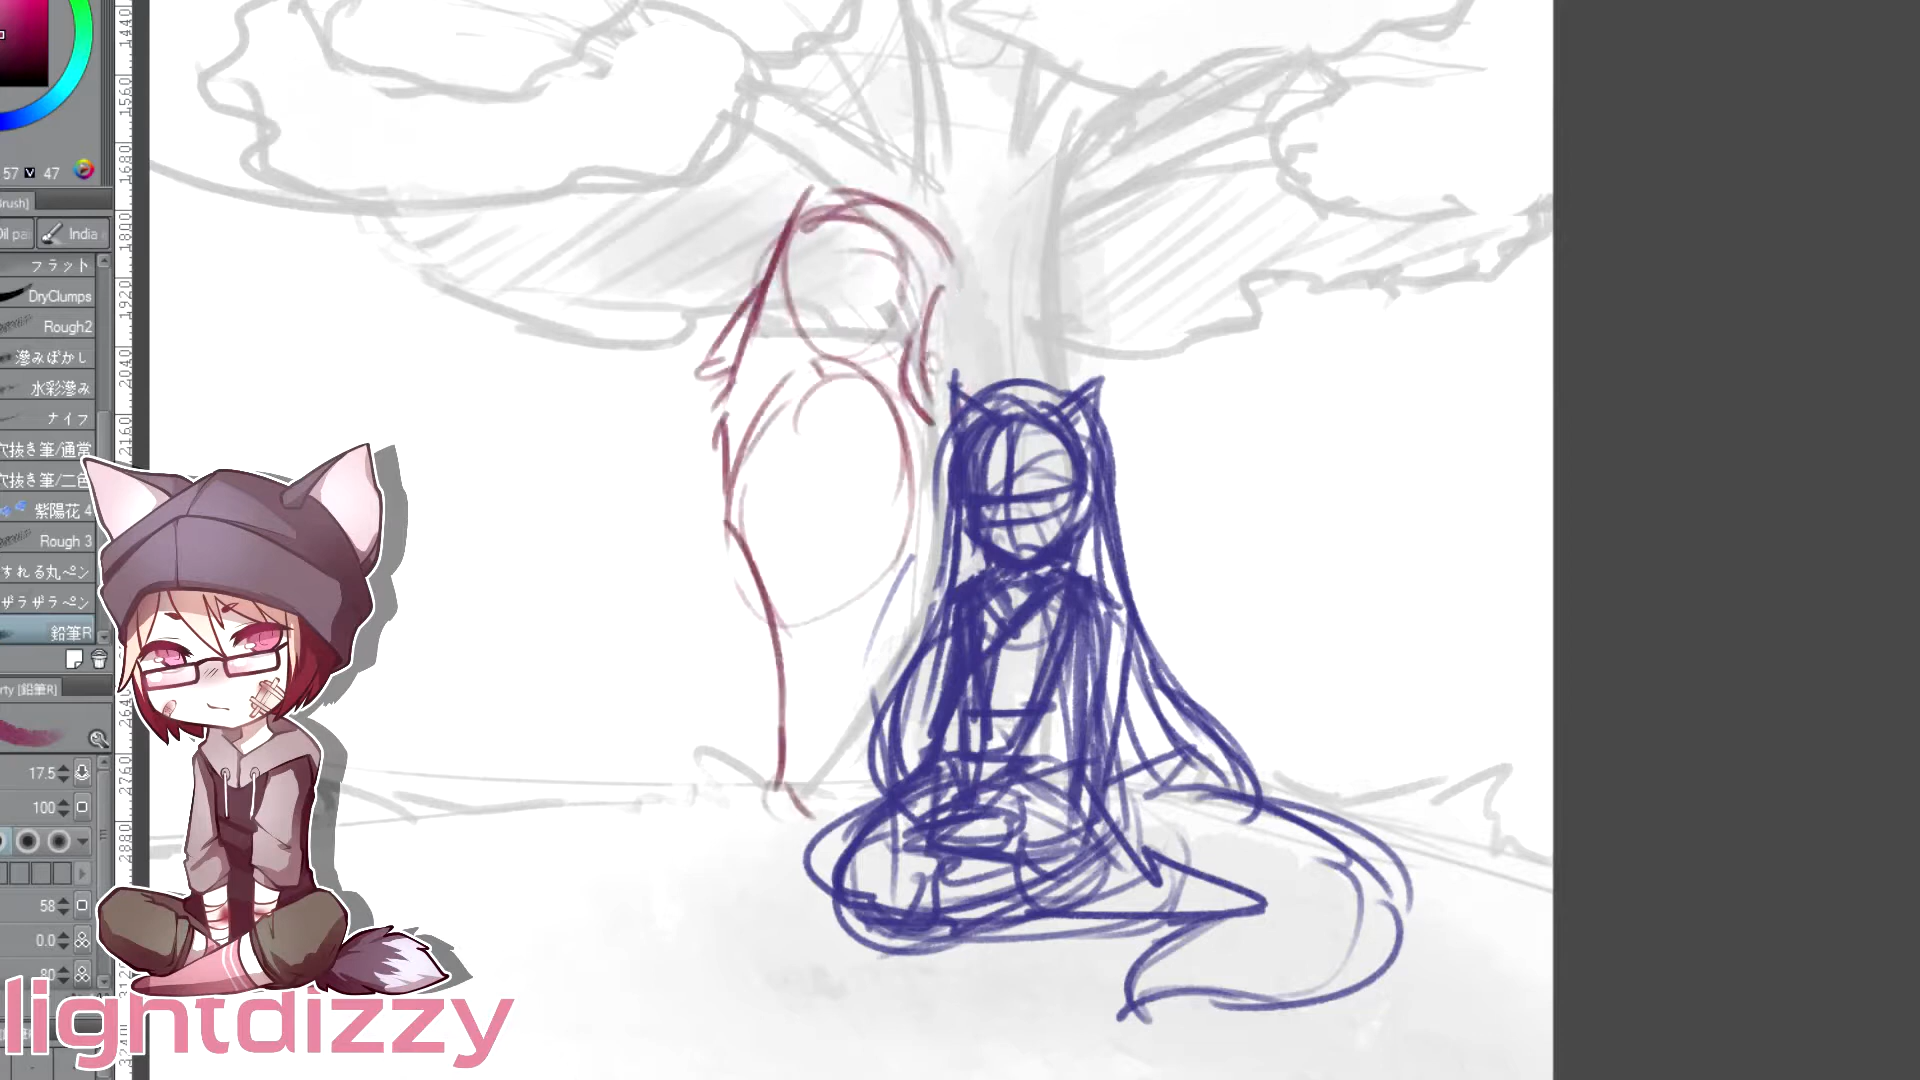 57 V 47
Brush]
Oil pa India
フラット
DryClumps
Rough2
滲みぼかし
水彩滲み
ナイフ
穴抜き筆/通常
穴抜き筆/二色
紫陽花 4
Rough 3
すれる丸ペン
ザラザラペン
鉛筆R
rty [鉛筆R]
17.5
100
58
0.0
80
1440
1560
1680
1800
1920
2040
2160
2640
2760
2880
lightdizzy